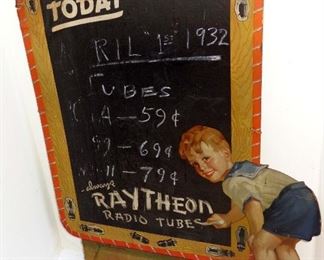 TODAY
RIL "1st" 1932
TUBES
A - 59¢
- 69¢
- 79¢
always
RAYTHEON
RADIO TUBES